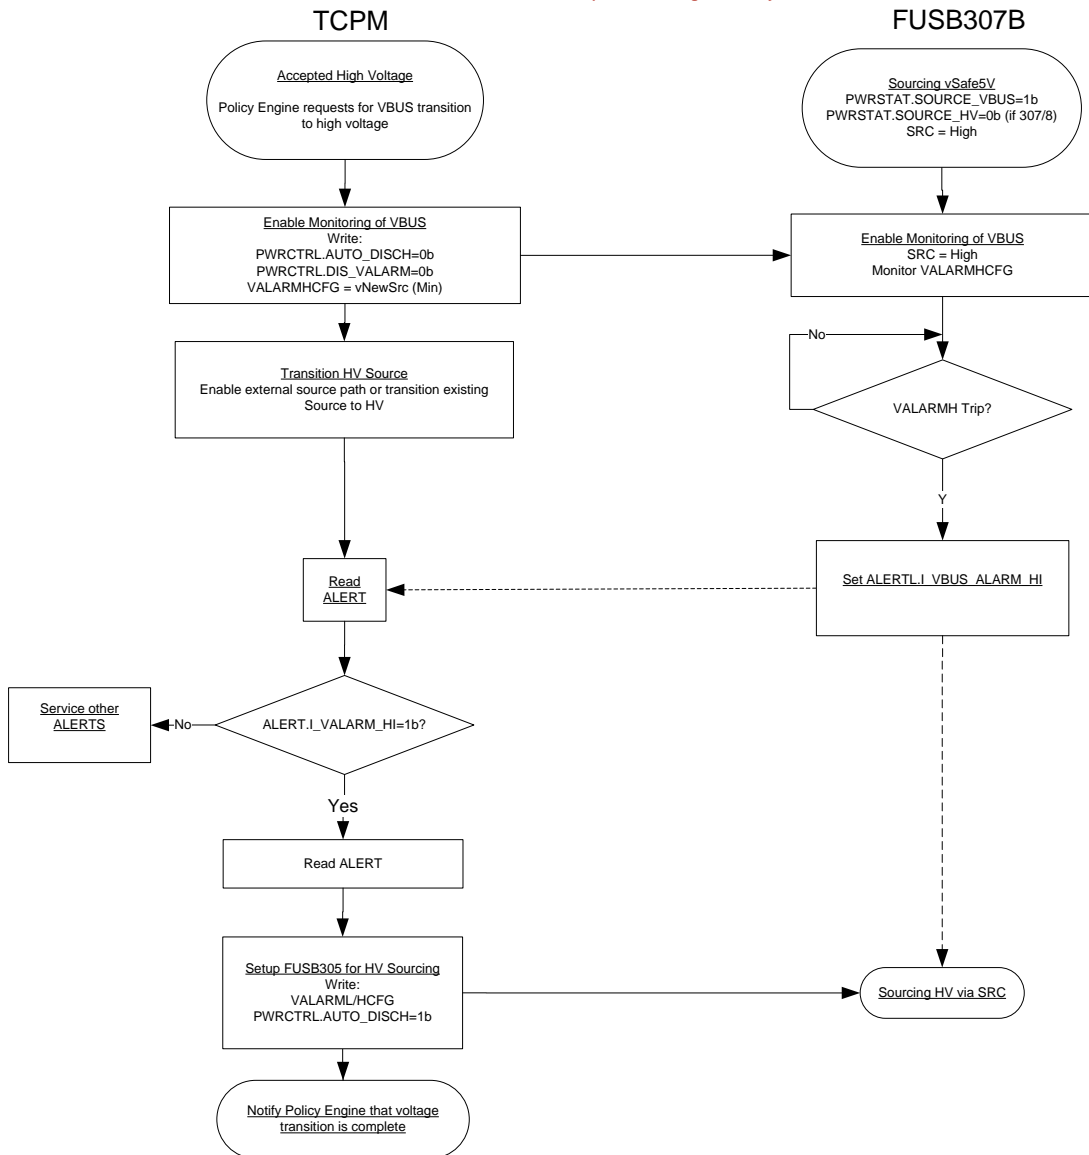 TCPM
FUSB307B
Accepted High Voltage
Policy Engine requests for VBUS transition
to high voltage
Sourcing vSafe5V
PWRSTAT.SOURCE_VBUS=1b
PWRSTAT.SOURCE_HV=0b (if 307/8)
SRC = High
Enable Monitoring of VBUS
Write:
PWRCTRL.AUTO_DISCH=0b
PWRCTRL.DIS_VALARM=0b
VALARMHCFG = vNewSrc (Min)
Enable Monitoring of VBUS
SRC = High
Monitor VALARMHCFG
No
Transition HV Source
Enable external source path or transition existing
Source to HV
VALARMH Trip?
Y
Read
ALERT
Set ALERTL.I_VBUS_ALARM_HI
Service other
ALERTS
No
ALERT.I_VALARM_HI=1b?
Yes
Read ALERT
Setup FUSB305 for HV Sourcing
Write:
VALARML/HCFG
PWRCTRL.AUTO_DISCH=1b
Sourcing HV via SRC
Notify Policy Engine that voltage
transition is complete